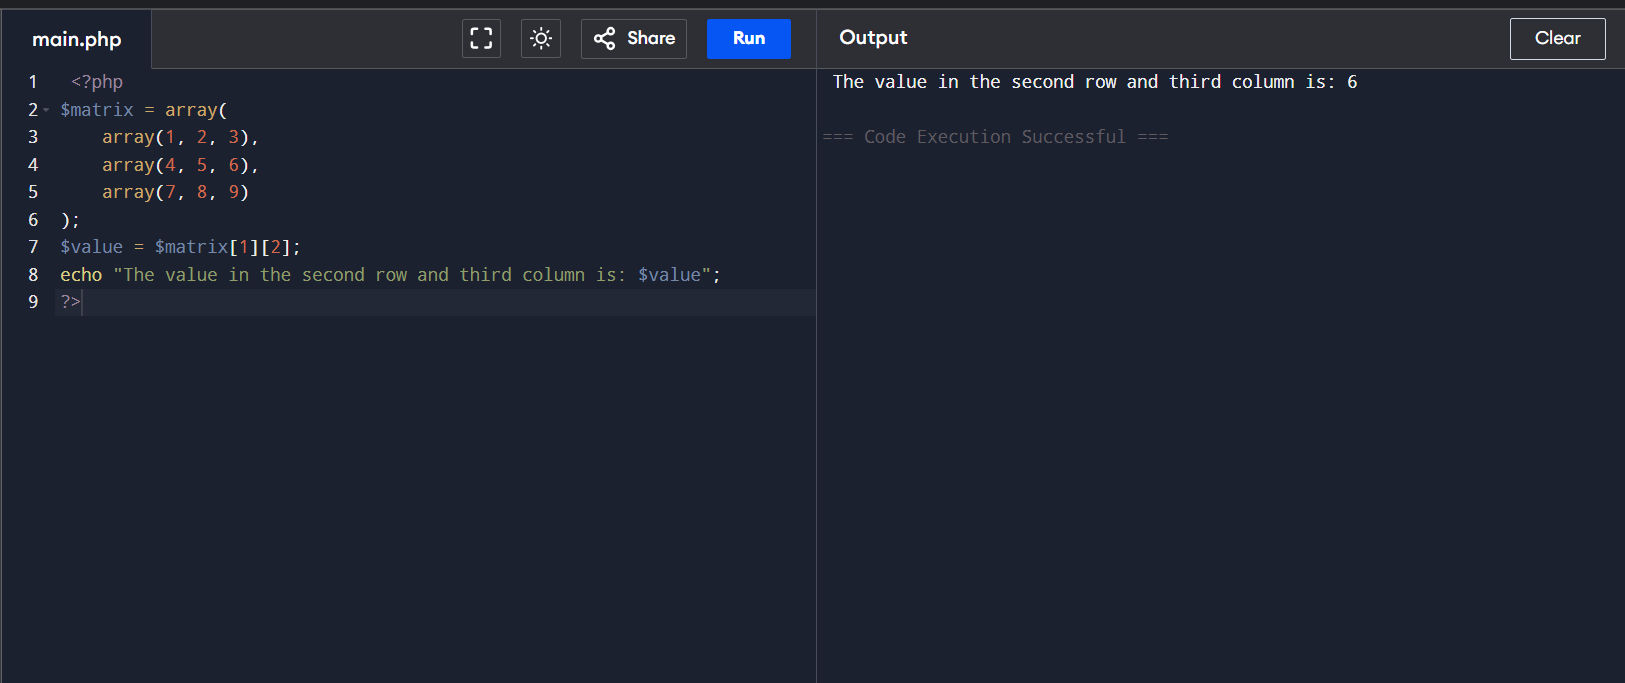 main.php
Share
Run
Output
Clear
1 <?php
2 $matrix = array(
3 array(1, 2, 3),
4 array(4, 5, 6),
5 array(7, 8, 9)
6 );
7 $value = $matrix[1][2];
8 echo "The value in the second row and third column is: $value";
9 ?>
The value in the second row and third column is: 6
=== Code Execution Successful ===